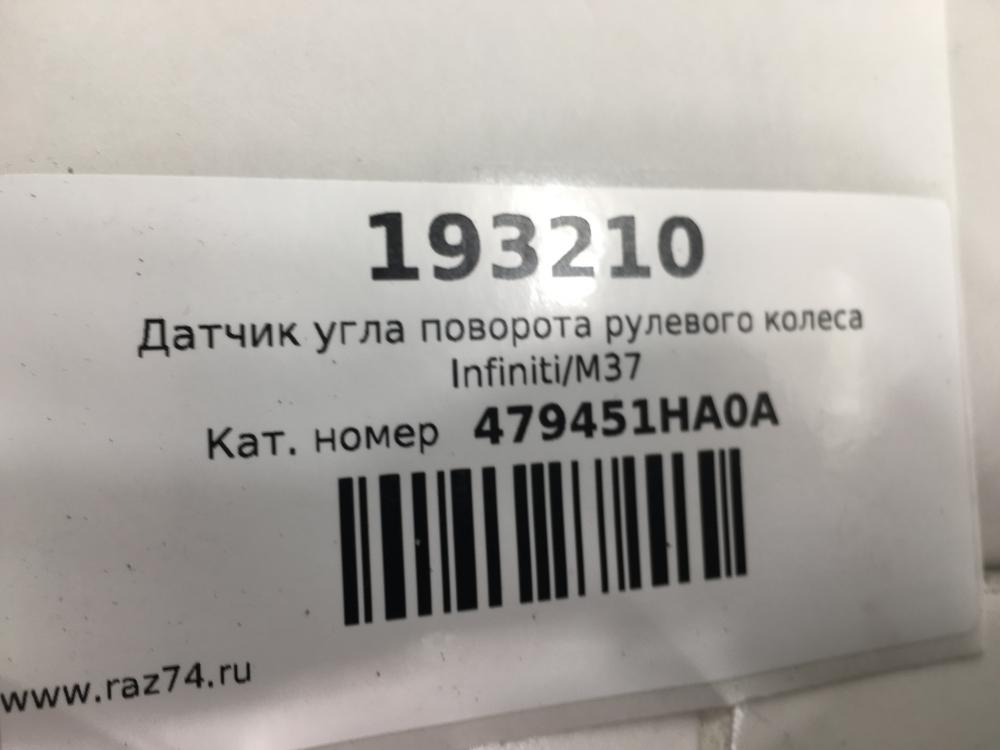 193210
Датчик угла поворота рулевого колеса
Infiniti/M37
Кат. номер 479451HA0A
www.raz74.ru